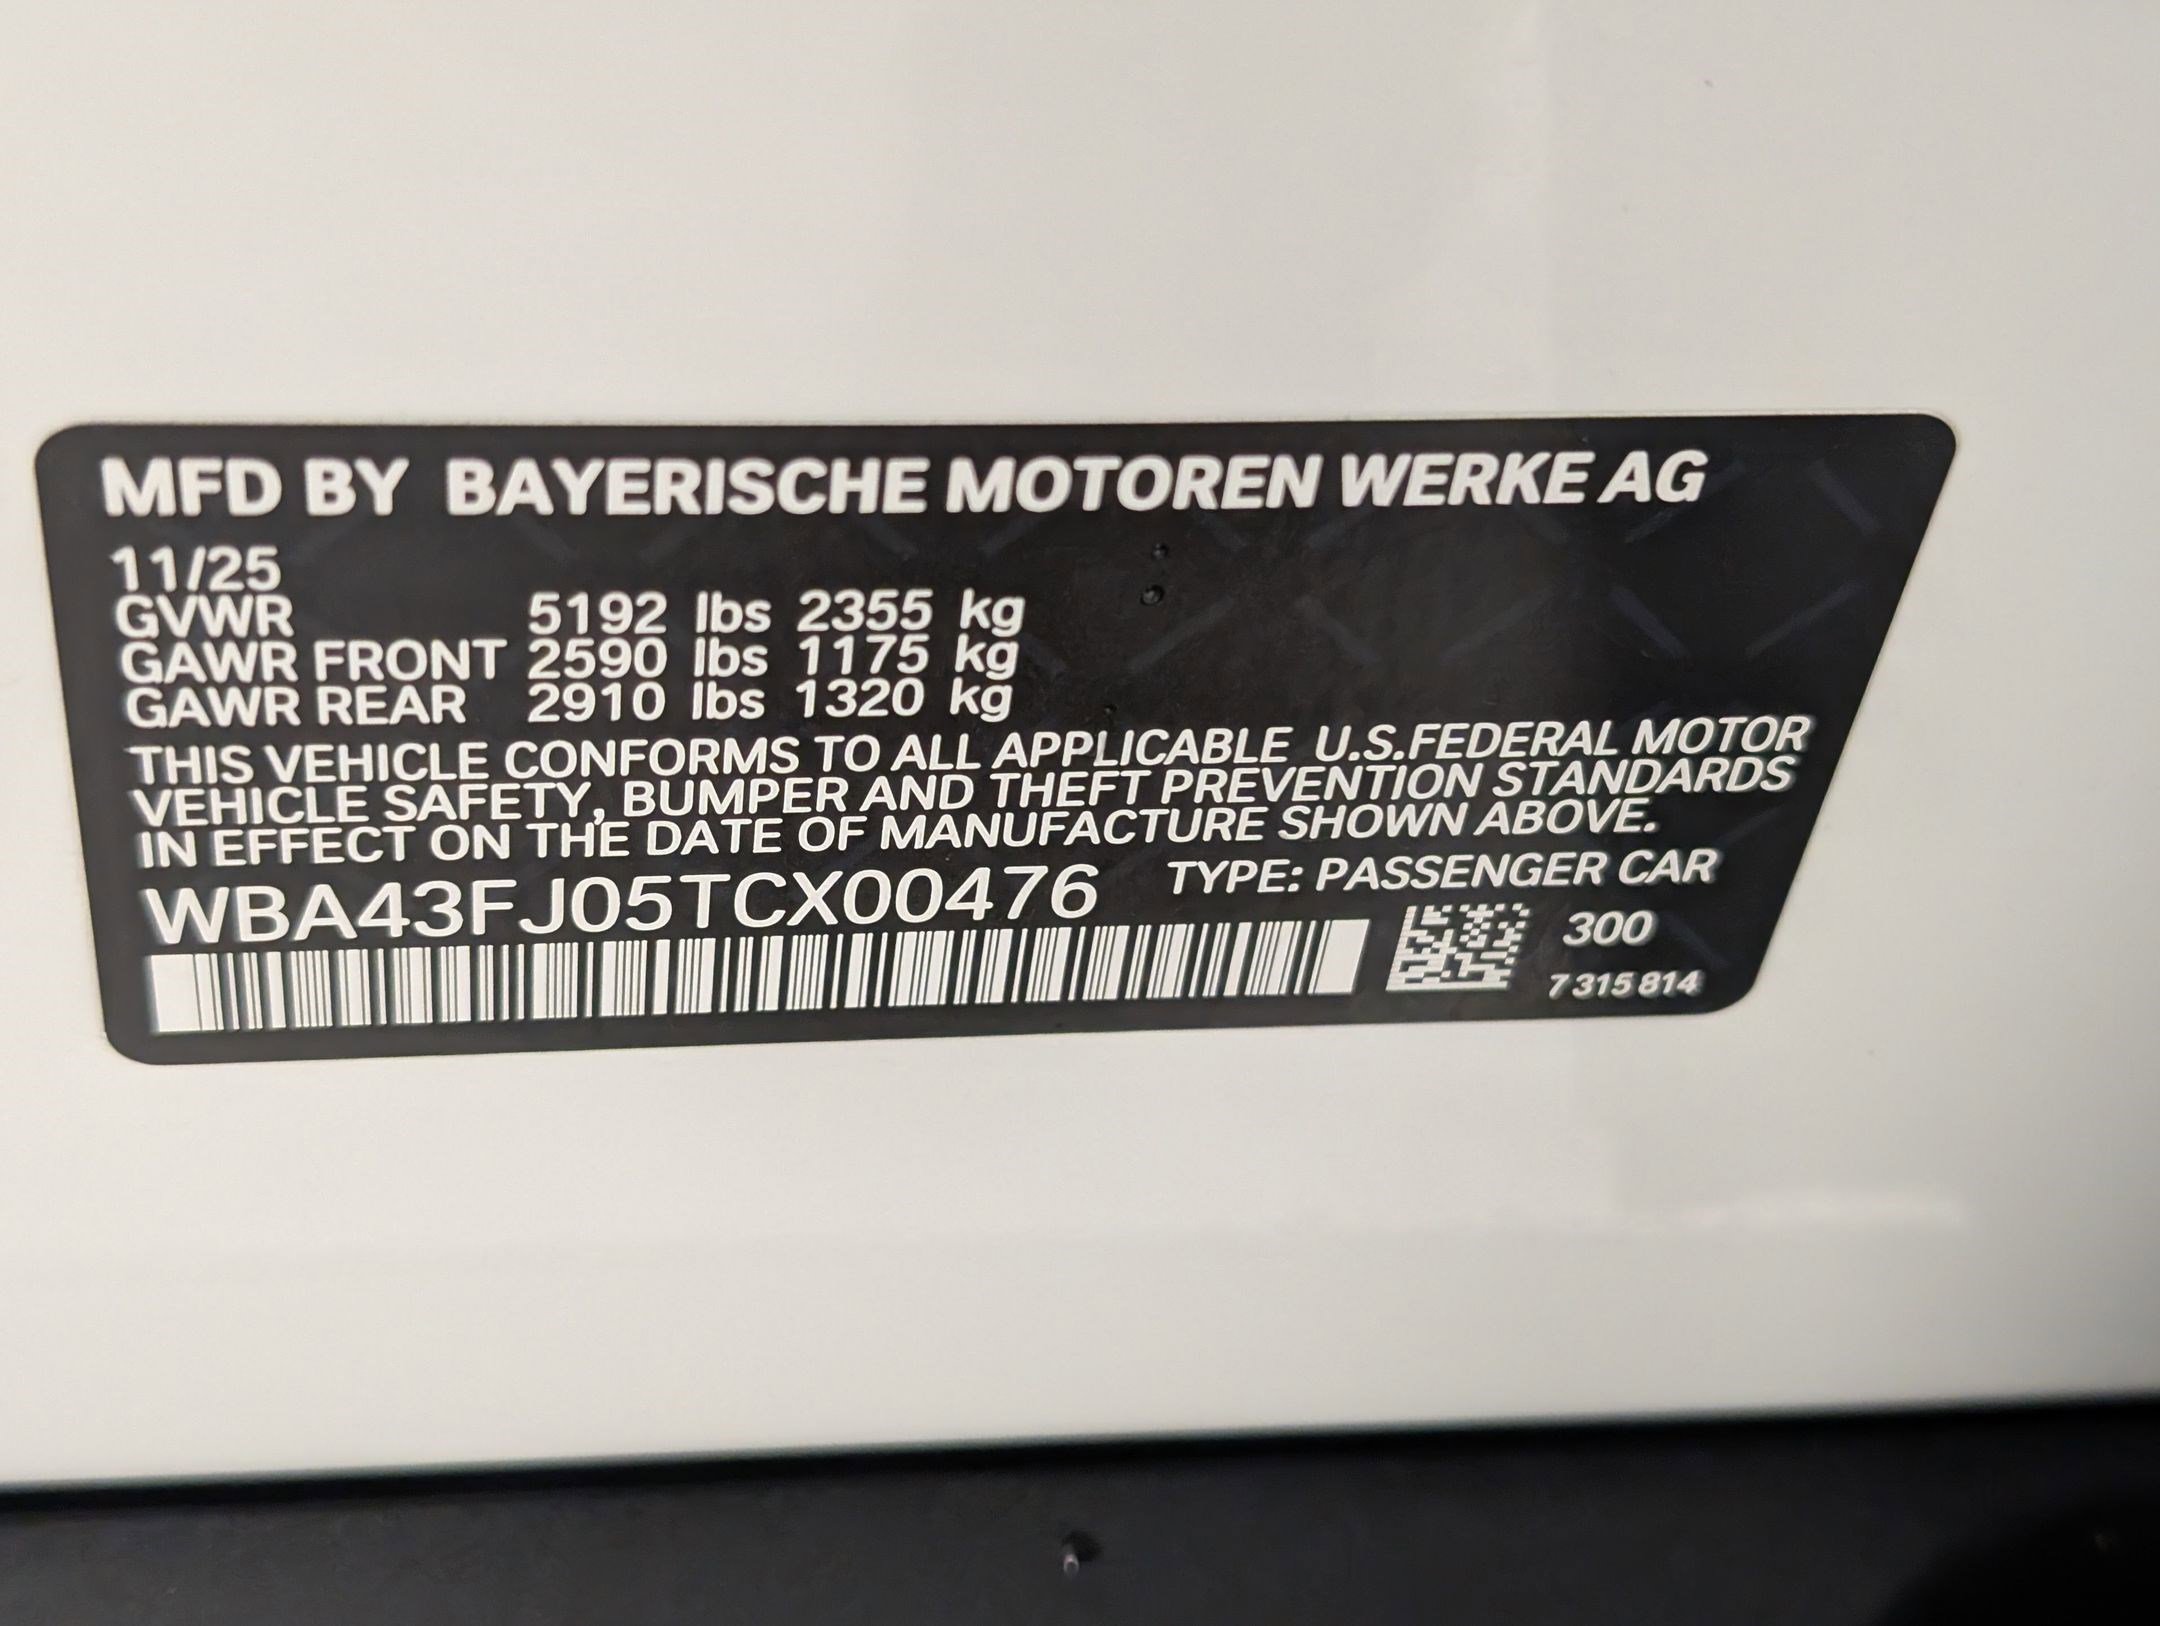 MFD BY BAYERISCHE MOTOREN WERKE AG
11/25
GVWR 5192 lbs 2355 kg
GAWR FRONT 2590 lbs 1175 kg
GAWR REAR 2910 lbs 1320 kg
THIS VEHICLE CONFORMS TO ALL APPLICABLE U.S.FEDERAL MOTOR
VEHICLE SAFETY, BUMPER AND THEFT PREVENTION STANDARDS
IN EFFECT ON THE DATE OF MANUFACTURE SHOWN ABOVE.
WBA43FJ05TCX00476 TYPE: PASSENGER CAR
300
7 315 814